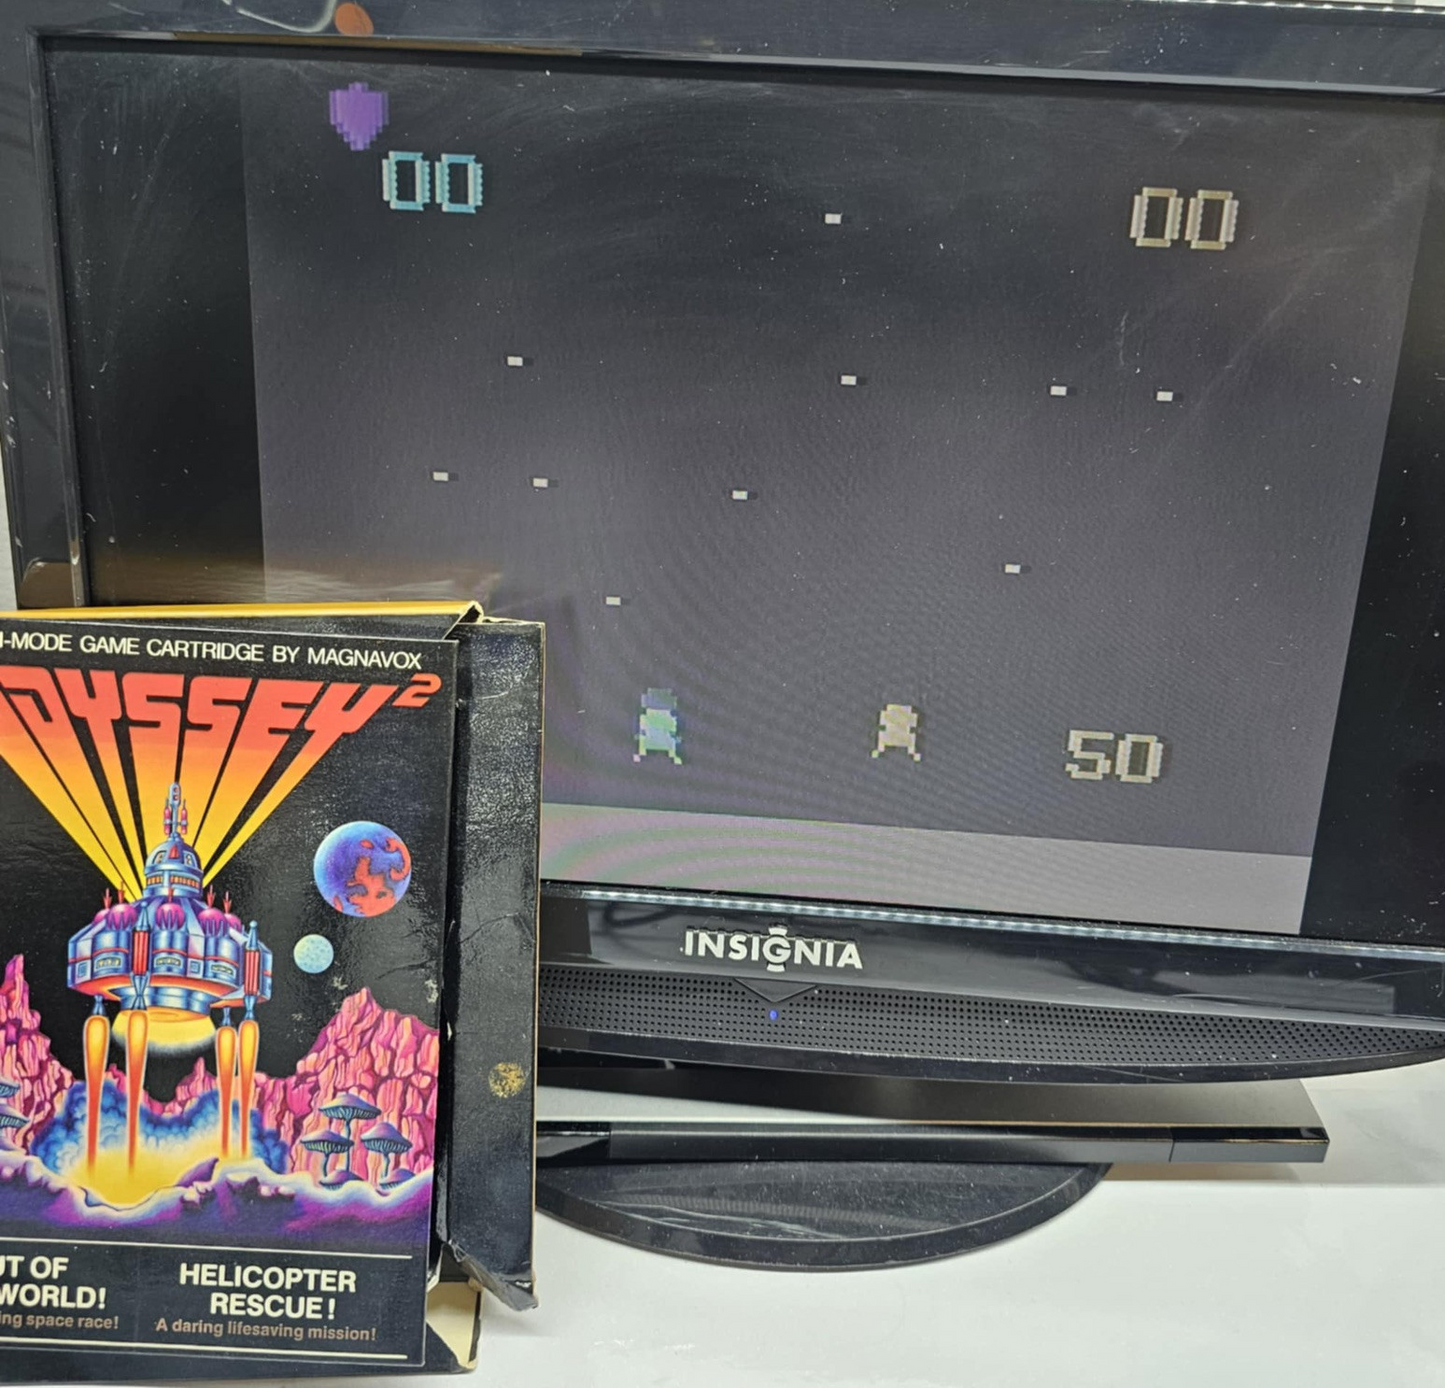 00
00
50
I-MODE GAME CARTRIDGE BY MAGNAVOX
ODYSSEY²
UT OF
WORLD!
ing space race!
HELICOPTER
RESCUE!
A daring lifesaving mission!
INSIGNIA